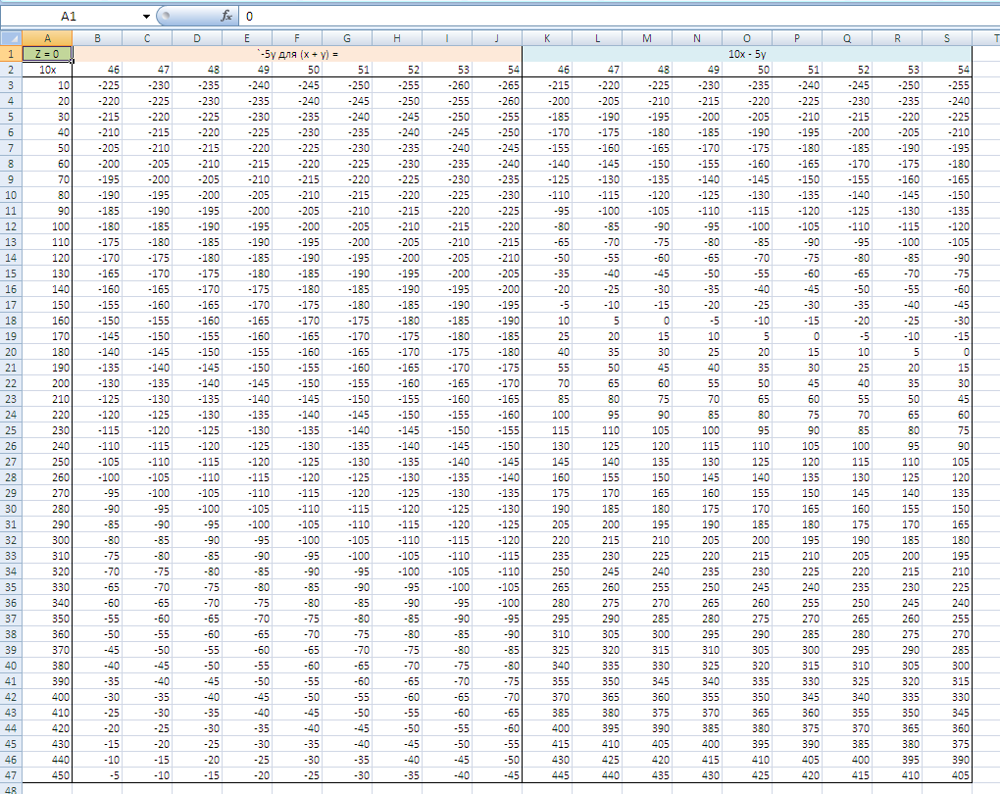 A1 fx 0
A B C D E F G H I J K L M N O P Q R S T
1 Z = 0 `-5y для (x + y) = 10x - 5y
2 10x 46 47 48 49 50 51 52 53 54 46 47 48 49 50 51 52 53 54
3 10 -225 -230 -235 -240 -245 -250 -255 -260 -265 -215 -220 -225 -230 -235 -240 -245 -250 -255
4 20 -220 -225 -230 -235 -240 -245 -250 -255 -260 -200 -205 -210 -215 -220 -225 -230 -235 -240
5 30 -215 -220 -225 -230 -235 -240 -245 -250 -255 -185 -190 -195 -200 -205 -210 -215 -220 -225
6 40 -210 -215 -220 -225 -230 -235 -240 -245 -250 -170 -175 -180 -185 -190 -195 -200 -205 -210
7 50 -205 -210 -215 -220 -225 -230 -235 -240 -245 -155 -160 -165 -170 -175 -180 -185 -190 -195
8 60 -200 -205 -210 -215 -220 -225 -230 -235 -240 -140 -145 -150 -155 -160 -165 -170 -175 -180
9 70 -195 -200 -205 -210 -215 -220 -225 -230 -235 -125 -130 -135 -140 -145 -150 -155 -160 -165
10 80 -190 -195 -200 -205 -210 -215 -220 -225 -230 -110 -115 -120 -125 -130 -135 -140 -145 -150
11 90 -185 -190 -195 -200 -205 -210 -215 -220 -225 -95 -100 -105 -110 -115 -120 -125 -130 -135
12 100 -180 -185 -190 -195 -200 -205 -210 -215 -220 -80 -85 -90 -95 -100 -105 -110 -115 -120
13 110 -175 -180 -185 -190 -195 -200 -205 -210 -215 -65 -70 -75 -80 -85 -90 -95 -100 -105
14 120 -170 -175 -180 -185 -190 -195 -200 -205 -210 -50 -55 -60 -65 -70 -75 -80 -85 -90
15 130 -165 -170 -175 -180 -185 -190 -195 -200 -205 -35 -40 -45 -50 -55 -60 -65 -70 -75
16 140 -160 -165 -170 -175 -180 -185 -190 -195 -200 -20 -25 -30 -35 -40 -45 -50 -55 -60
17 150 -155 -160 -165 -170 -175 -180 -185 -190 -195 -5 -10 -15 -20 -25 -30 -35 -40 -45
18 160 -150 -155 -160 -165 -170 -175 -180 -185 -190 10 5 0 -5 -10 -15 -20 -25 -30
19 170 -145 -150 -155 -160 -165 -170 -175 -180 -185 25 20 15 10 5 0 -5 -10 -15
20 180 -140 -145 -150 -155 -160 -165 -170 -175 -180 40 35 30 25 20 15 10 5 0
21 190 -135 -140 -145 -150 -155 -160 -165 -170 -175 55 50 45 40 35 30 25 20 15
22 200 -130 -135 -140 -145 -150 -155 -160 -165 -170 70 65 60 55 50 45 40 35 30
23 210 -125 -130 -135 -140 -145 -150 -155 -160 -165 85 80 75 70 65 60 55 50 45
24 220 -120 -125 -130 -135 -140 -145 -150 -155 -160 100 95 90 85 80 75 70 65 60
25 230 -115 -120 -125 -130 -135 -140 -145 -150 -155 115 110 105 100 95 90 85 80 75
26 240 -110 -115 -120 -125 -130 -135 -140 -145 -150 130 125 120 115 110 105 100 95 90
27 250 -105 -110 -115 -120 -125 -130 -135 -140 -145 145 140 135 130 125 120 115 110 105
28 260 -100 -105 -110 -115 -120 -125 -130 -135 -140 160 155 150 145 140 135 130 125 120
29 270 -95 -100 -105 -110 -115 -120 -125 -130 -135 175 170 165 160 155 150 145 140 135
30 280 -90 -95 -100 -105 -110 -115 -120 -125 -130 190 185 180 175 170 165 160 155 150
31 290 -85 -90 -95 -100 -105 -110 -115 -120 -125 205 200 195 190 185 180 175 170 165
32 300 -80 -85 -90 -95 -100 -105 -110 -115 -120 220 215 210 205 200 195 190 185 180
33 310 -75 -80 -85 -90 -95 -100 -105 -110 -115 235 230 225 220 215 210 205 200 195
34 320 -70 -75 -80 -85 -90 -95 -100 -105 -110 250 245 240 235 230 225 220 215 210
35 330 -65 -70 -75 -80 -85 -90 -95 -100 -105 265 260 255 250 245 240 235 230 225
36 340 -60 -65 -70 -75 -80 -85 -90 -95 -100 280 275 270 265 260 255 250 245 240
37 350 -55 -60 -65 -70 -75 -80 -85 -90 -95 295 290 285 280 275 270 265 260 255
38 360 -50 -55 -60 -65 -70 -75 -80 -85 -90 310 305 300 295 290 285 280 275 270
39 370 -45 -50 -55 -60 -65 -70 -75 -80 -85 325 320 315 310 305 300 295 290 285
40 380 -40 -45 -50 -55 -60 -65 -70 -75 -80 340 335 330 325 320 315 310 305 300
41 390 -35 -40 -45 -50 -55 -60 -65 -70 -75 355 350 345 340 335 330 325 320 315
42 400 -30 -35 -40 -45 -50 -55 -60 -65 -70 370 365 360 355 350 345 340 335 330
43 410 -25 -30 -35 -40 -45 -50 -55 -60 -65 385 380 375 370 365 360 355 350 345
44 420 -20 -25 -30 -35 -40 -45 -50 -55 -60 400 395 390 385 380 375 370 365 360
45 430 -15 -20 -25 -30 -35 -40 -45 -50 -55 415 410 405 400 395 390 385 380 375
46 440 -10 -15 -20 -25 -30 -35 -40 -45 -50 430 425 420 415 410 405 400 395 390
47 450 -5 -10 -15 -20 -25 -30 -35 -40 -45 445 440 435 430 425 420 415 410 405
48